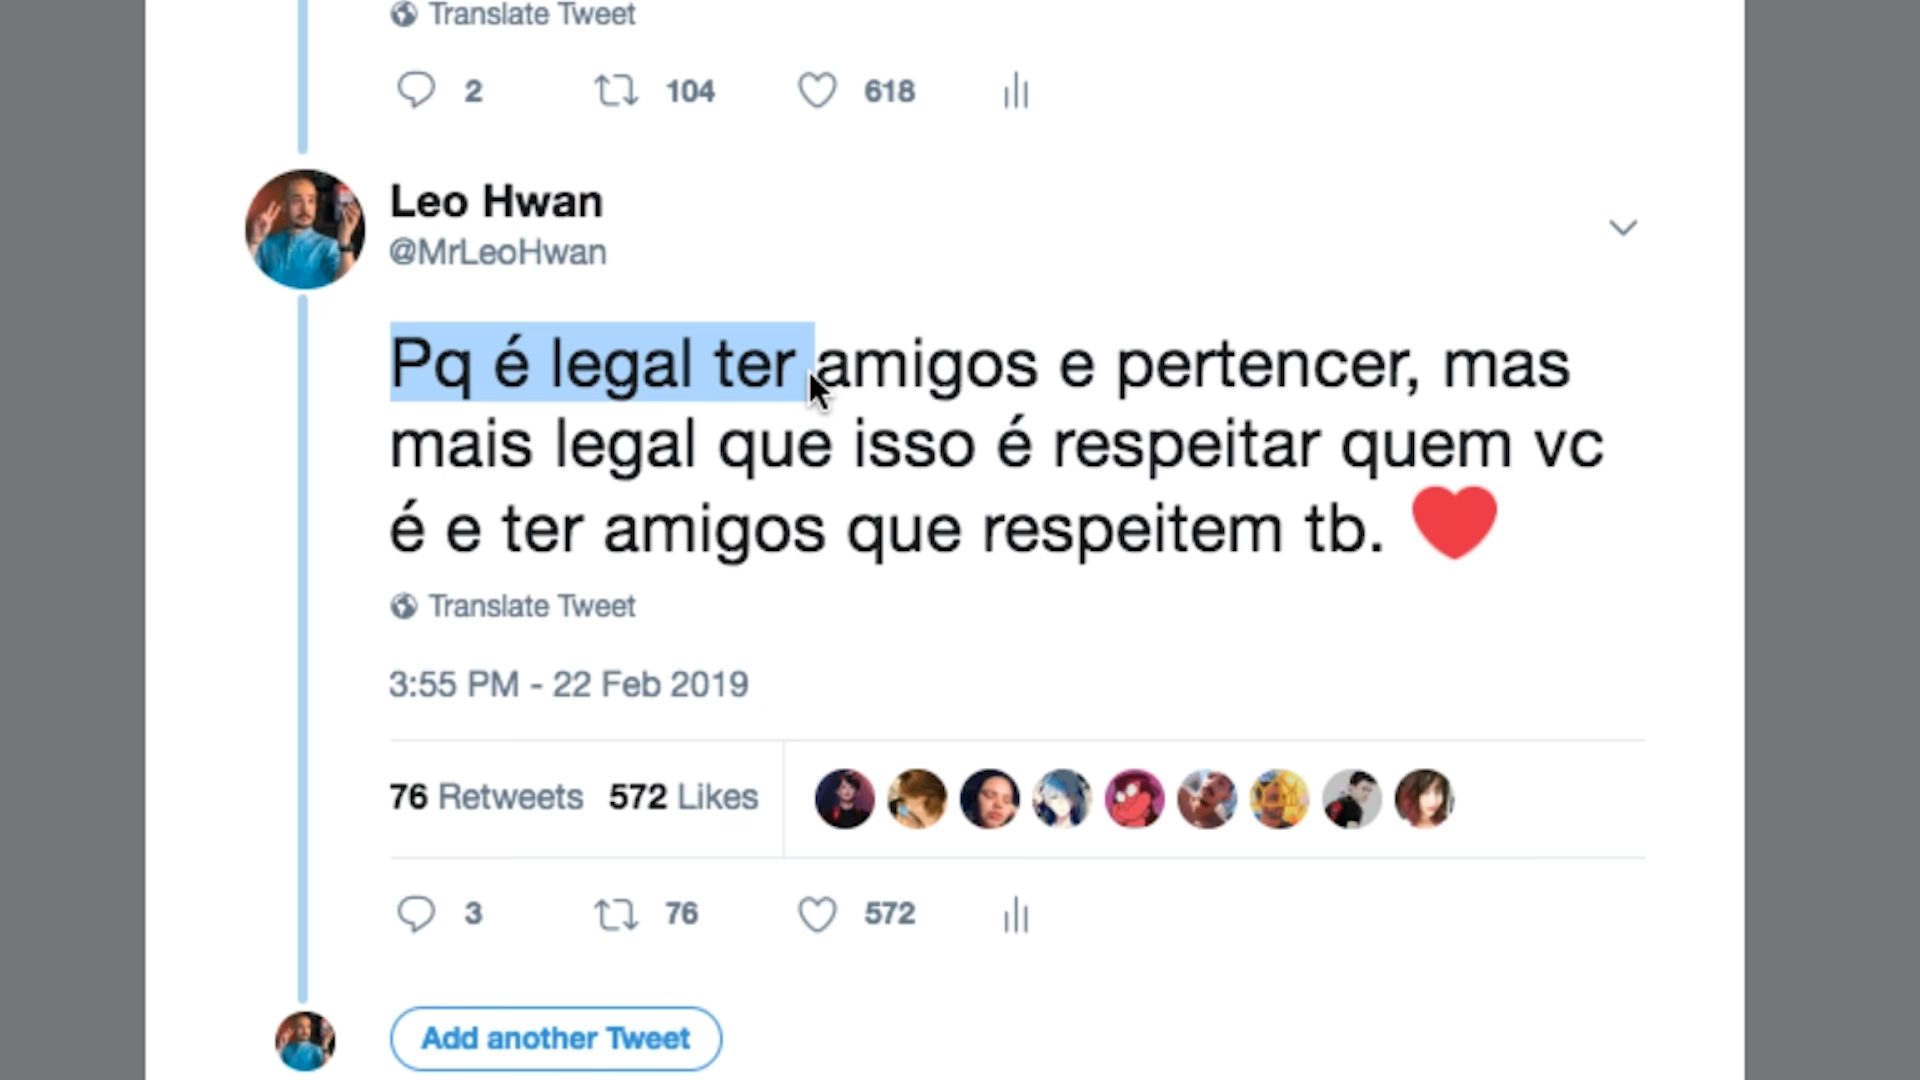 Translate Tweet
2 104 618
Leo Hwan
@MrLeoHwan
Pq é legal ter amigos e pertencer, mas
mais legal que isso é respeitar quem vc
é e ter amigos que respeitem tb. ❤️
Translate Tweet
3:55 PM - 22 Feb 2019
76 Retweets 572 Likes
3 76 572
Add another Tweet